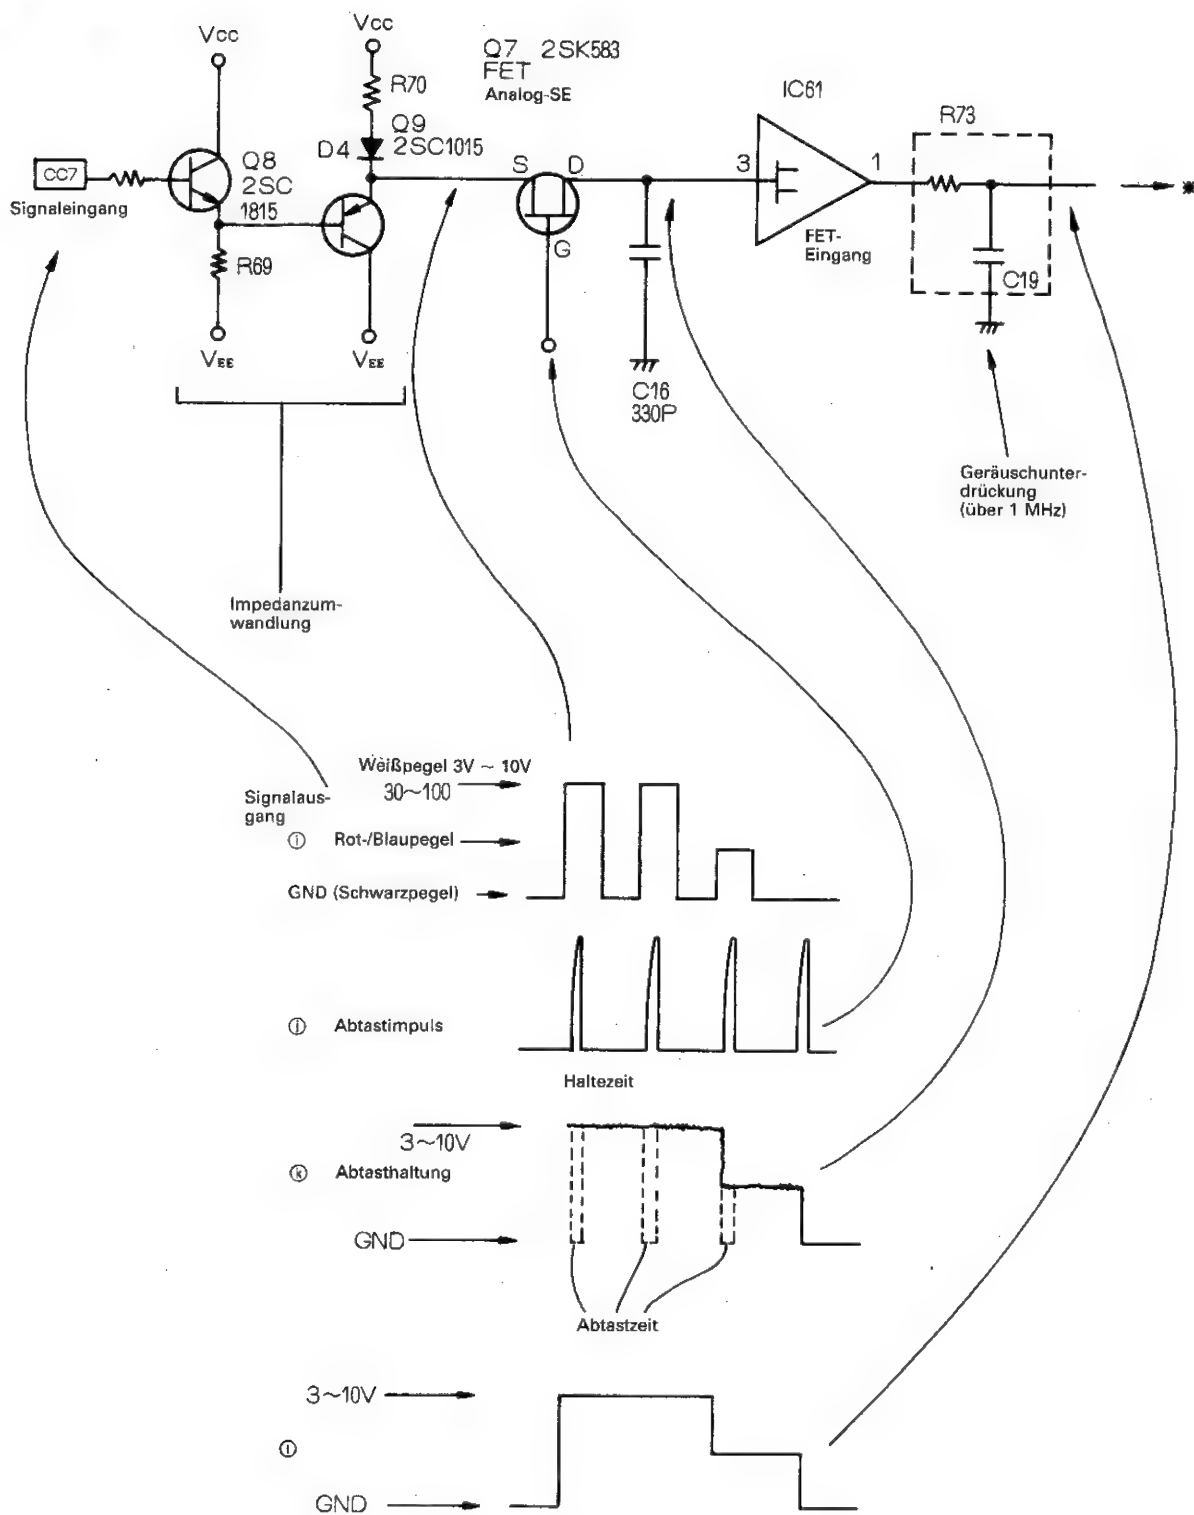 Vcc
Vcc
Q7 2SK583
FET
Analog-SE
R70
IC61
R73
Q9
2SC1015
D4
CC7
Signaleingang
Q8
2SC
1815
S D
G
3
1
*
FET-
Eingang
R69
C19
VEE
VEE
C16
330P
Geräuschunter-
drückung
(über 1 MHz)
Impedanzum-
wandlung
Weißpegel 3V ~ 10V
30~100
Signalaus-
gang
ⓘ Rot-/Blaupegel
GND (Schwarzpegel)
ⓙ Abtastimpuls
Haltezeit
3~10V
ⓚ Abtasthaltung
GND
Abtastzeit
3~10V
ⓛ
GND